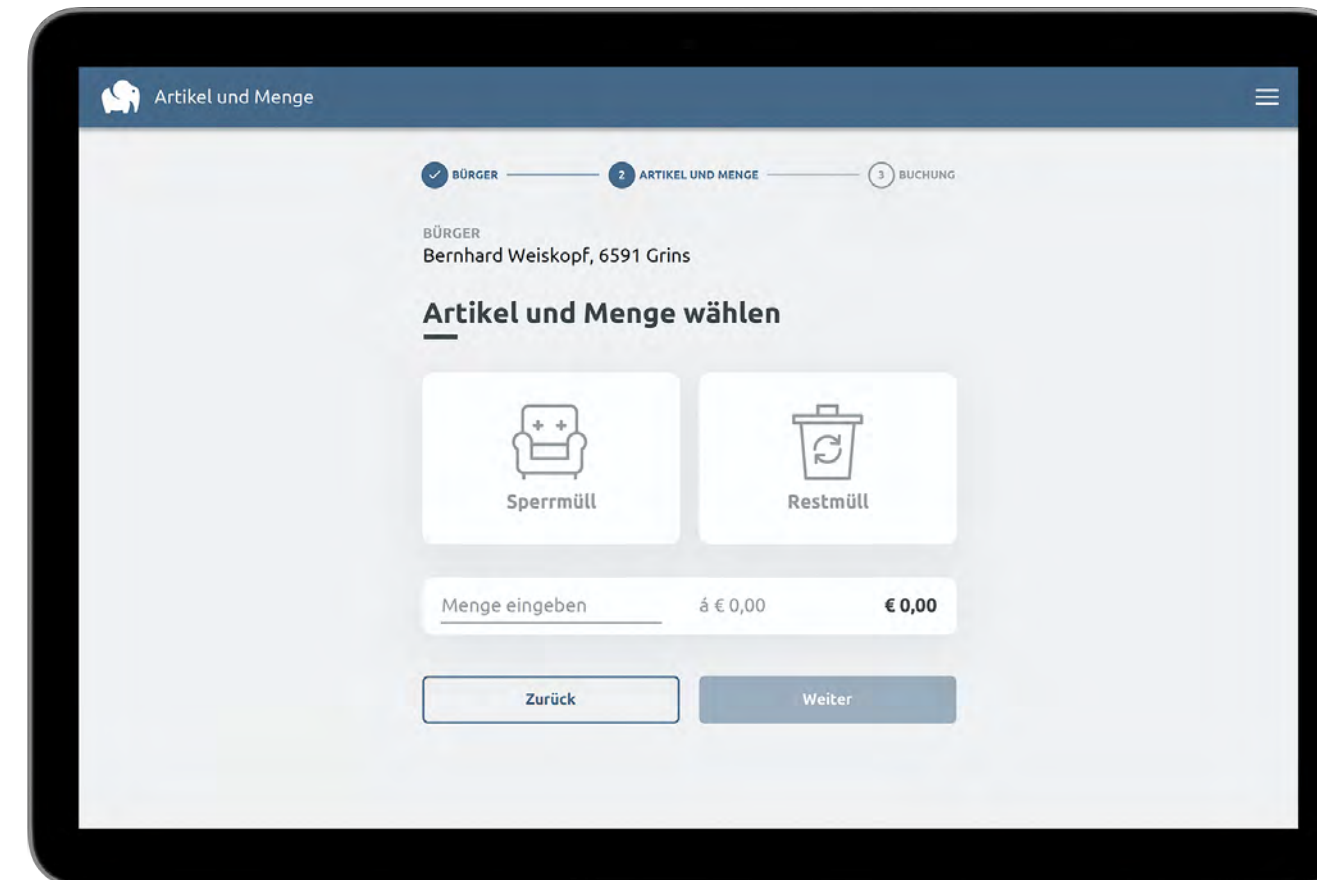 Artikel und Menge
BÜRGER 2 ARTIKEL UND MENGE 3 BUCHUNG
BÜRGER
Bernhard Weiskopf, 6591 Grins
Artikel und Menge wählen
Sperrmüll Restmüll
Menge eingeben á € 0,00 € 0,00
Zurück Weiter